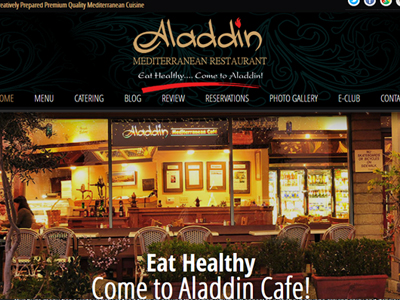 eatively Prepared Premium Quality Mediterranean Cuisine
Aladdin
MEDITERRANEAN RESTAURANT
Eat Healthy.... Come to Aladdin!
HOME MENU CATERING BLOG REVIEW RESERVATIONS PHOTO GALLERY E-CLUB CONTA
Aladdin Mediterranean Cafe
Eat Healthy
Come to Aladdin Cafe!